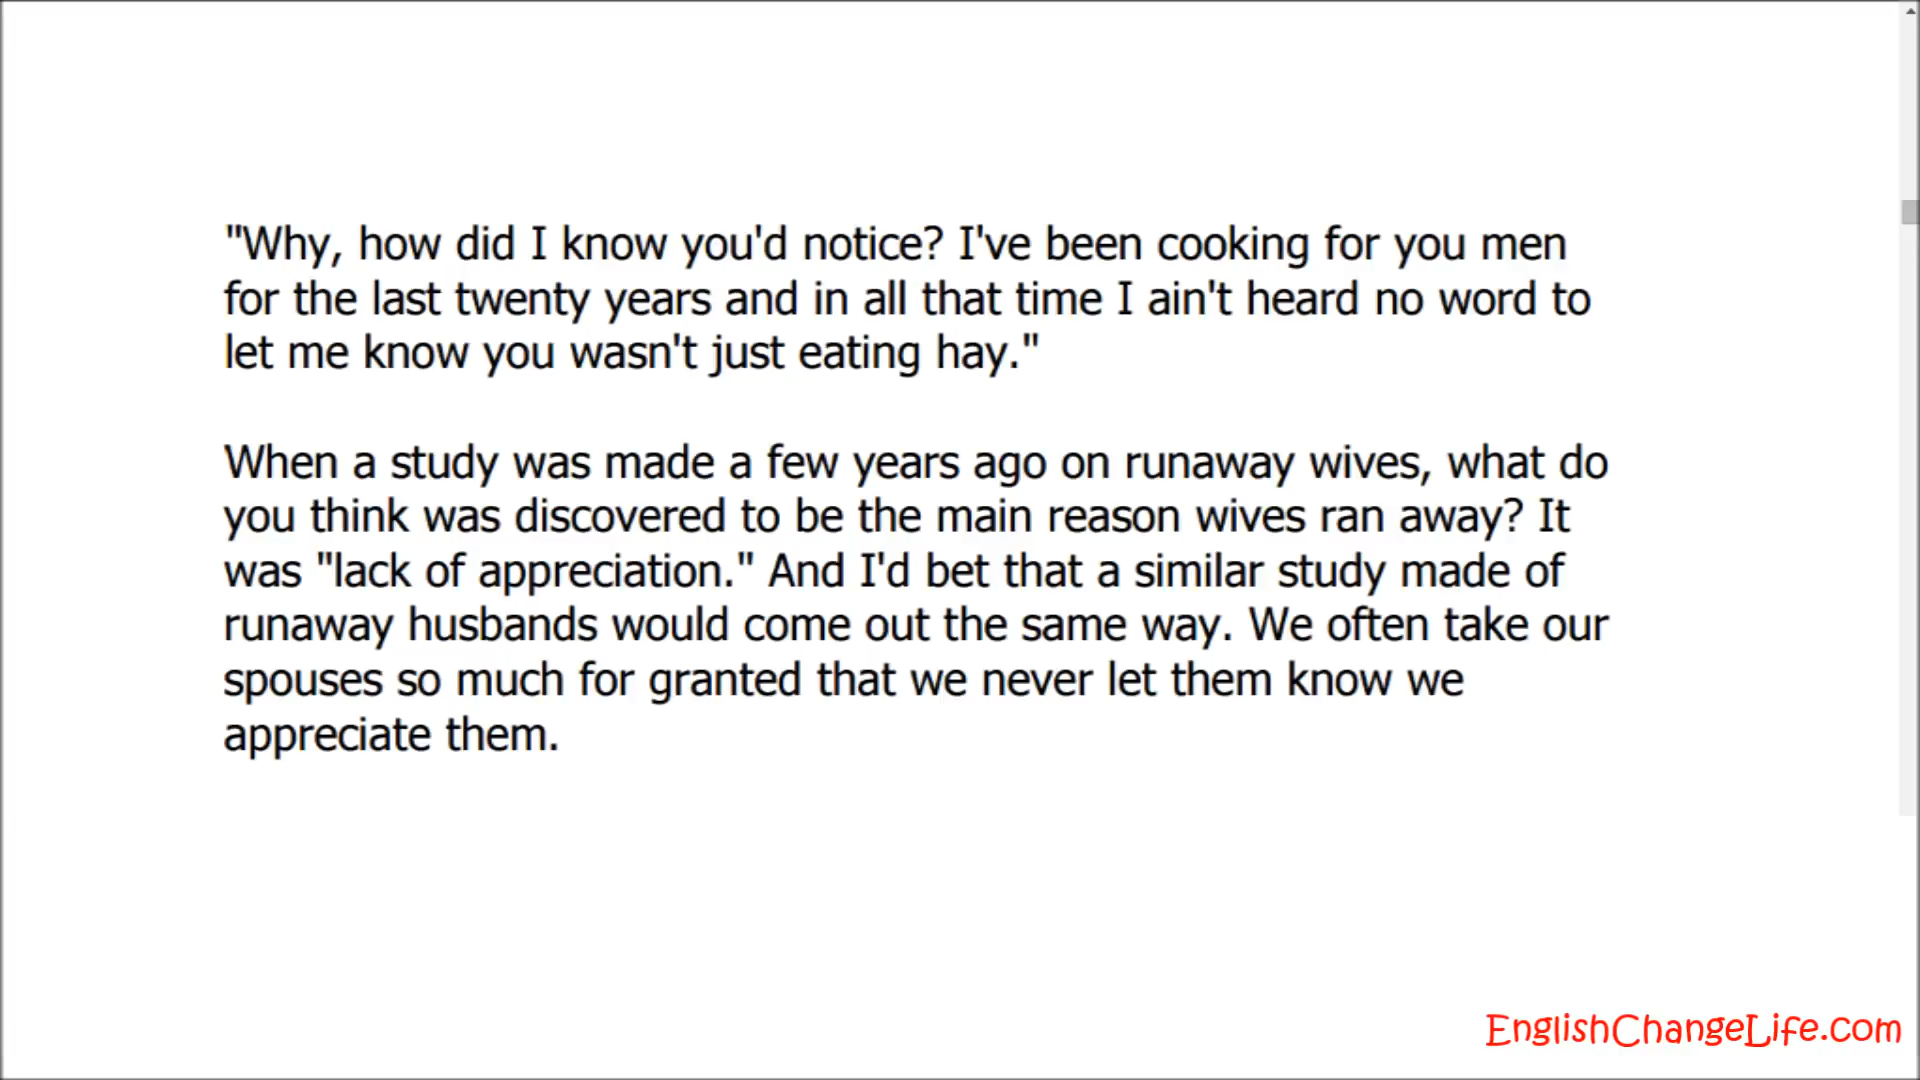 "Why, how did I know you'd notice? I've been cooking for you men
for the last twenty years and in all that time I ain't heard no word to
let me know you wasn't just eating hay."
When a study was made a few years ago on runaway wives, what do
you think was discovered to be the main reason wives ran away? It
was "lack of appreciation." And I'd bet that a similar study made of
runaway husbands would come out the same way. We often take our
spouses so much for granted that we never let them know we
appreciate them.
EnglishChangeLife.com